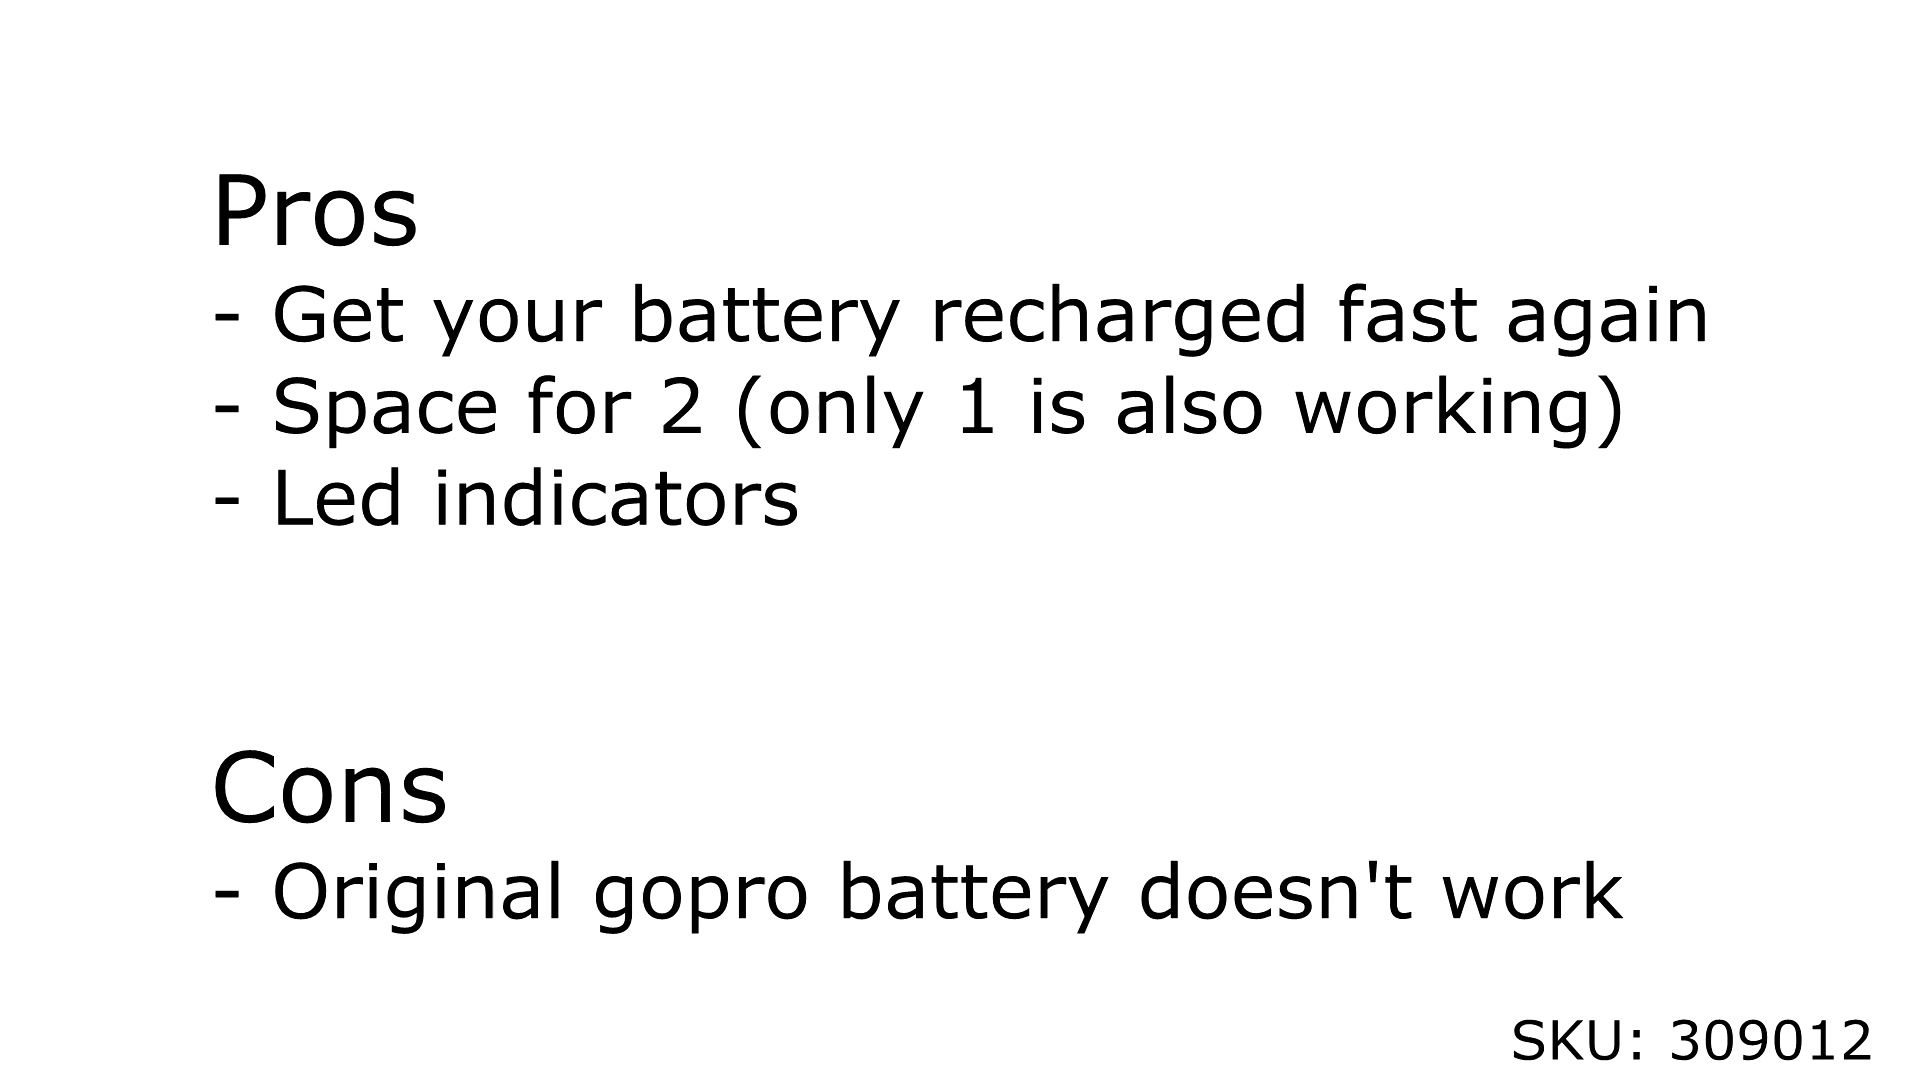 Pros
- Get your battery recharged fast again
- Space for 2 (only 1 is also working)
- Led indicators
Cons
- Original gopro battery doesn't work
SKU: 309012